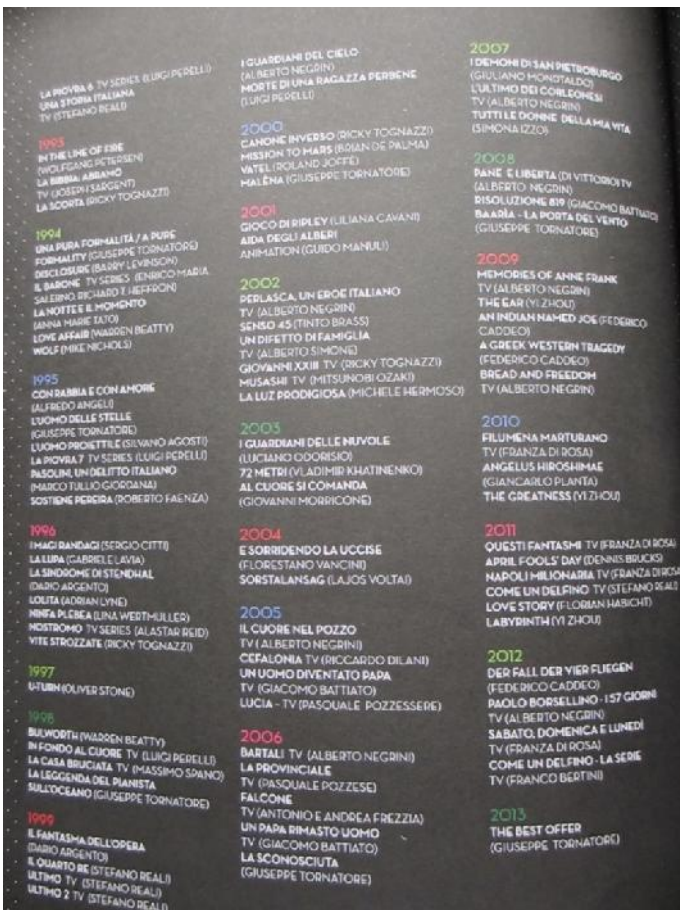 LA PIOVRA 6 TV SERIES (LUIGI PERELLI)
UNA STORIA ITALIANA
TV (STEFANO REALI)
1993
IN THE LINE OF FIRE
(WOLFGANG PETERSEN)
LA BIBBIA: ABRAMO
TV (JOSEPH SARGENT)
LA SCORTA (RICKY TOGNAZZI)
1994
UNA PURA FORMALITÀ / A PURE
FORMALITY (GIUSEPPE TORNATORE)
DISCLOSURE (BARRY LEVINSON)
IL BARONE TV SERIES (ENRICO MARIA
SALERNO, RICHARD T. HEFFRON)
LA NOTTE E IL MOMENTO
(ANNA MARIE TATÒ)
LOVE AFFAIR (WARREN BEATTY)
WOLF (MIKE NICHOLS)
1995
CON RABBIA E CON AMORE
(ALFREDO ANGELI)
L'UOMO DELLE STELLE
(GIUSEPPE TORNATORE)
L'UOMO PROIETTILE (SILVANO AGOSTI)
LA PIOVRA 7 TV SERIES (LUIGI PERELLI)
PASOLINI, UN DELITTO ITALIANO
(MARCO TULLIO GIORDANA)
SOSTIENE PEREIRA (ROBERTO FAENZA)
1996
I MAGI RANDAGI (SERGIO CITTI)
LA LUPA (GABRIELE LAVIA)
LA SINDROME DI STENDHAL
(DARIO ARGENTO)
LOLITA (ADRIAN LYNE)
NINFA PLEBEA (LINA WERTMULLER)
NOSTROMO TV SERIES (ALASTAR REID)
VITE STROZZATE (RICKY TOGNAZZI)
1997
U-TURN (OLIVER STONE)
1998
BULWORTH (WARREN BEATTY)
IN FONDO AL CUORE TV (LUIGI PERELLI)
LA CASA BRUCIATA TV (MASSIMO SPANO)
LA LEGGENDA DEL PIANISTA
SULL'OCEANO (GIUSEPPE TORNATORE)
1999
IL FANTASMA DELL'OPERA
(DARIO ARGENTO)
IL QUARTO RE (STEFANO REALI)
ULTIMO TV (STEFANO REALI)
ULTIMO 2 TV (STEFANO REALI)
I GUARDIANI DEL CIELO
(ALBERTO NEGRIN)
MORTE DI UNA RAGAZZA PERBENE
(LUIGI PERELLI)
2000
CANONE INVERSO (RICKY TOGNAZZI)
MISSION TO MARS (BRIAN DE PALMA)
VATEL (ROLAND JOFFÈ)
MALÈNA (GIUSEPPE TORNATORE)
2001
GIOCO DI RIPLEY (LILIANA CAVANI)
AIDA DEGLI ALBERI
ANIMATION (GUIDO MANULI)
2002
PERLASCA, UN EROE ITALIANO
TV (ALBERTO NEGRIN)
SENSO 45 (TINTO BRASS)
UN DIFETTO DI FAMIGLIA
TV (ALBERTO SIMONE)
GIOVANNI XXIII TV (RICKY TOGNAZZI)
MUSASHI TV (MITSUNOBI OZAKI)
LA LUZ PRODIGIOSA (MICHELE HERMOSO)
2003
I GUARDIANI DELLE NUVOLE
(LUCIANO ODORISIO)
72 METRI (VLADIMIR KHATINENKO)
AL CUORE SI COMANDA
(GIOVANNI MORRICONE)
2004
E SORRIDENDO LA UCCISE
(FLORESTANO VANCINI)
SORSTALANSAG (LAJOS VOLTAI)
2005
IL CUORE NEL POZZO
TV (ALBERTO NEGRIN)
CEFALONIA TV (RICCARDO DILANI)
UN UOMO DIVENTATO PAPA
TV (GIACOMO BATTIATO)
LUCIA - TV (PASQUALE POZZESSERE)
2006
BARTALI TV (ALBERTO NEGRINI)
LA PROVINCIALE
TV (PASQUALE POZZESE)
FALCONE
TV (ANTONIO E ANDREA FREZZIA)
UN PAPA RIMASTO UOMO
TV (GIACOMO BATTIATO)
LA SCONOSCIUTA
(GIUSEPPE TORNATORE)
2007
I DEMONI DI SAN PIETROBURGO
(GIULIANO MONDTALDO)
L'ULTIMO DEI CORLEONESI
TV (ALBERTO NEGRIN)
TUTTI LE DONNE DELLA MIA VITA
(SIMONA IZZO)
2008
PANE E LIBERTA (DI VITTORIO) TV
(ALBERTO NEGRIN)
RISOLUZIONE 819 (GIACOMO BATTIATO)
BAARÌA - LA PORTA DEL VENTO
(GIUSEPPE TORNATORE)
2009
MEMORIES OF ANNE FRANK
TV (ALBERTO NEGRIN)
THE EAR (YI ZHOU)
AN INDIAN NAMED JOE (FEDERICO
CADDEO)
A GREEK WESTERN TRAGEDY
(FEDERICO CADDEO)
BREAD AND FREEDOM
TV (ALBERTO NEGRIN)
2010
FILUMENA MARTURANO
TV (FRANZA DI ROSA)
ANGELUS HIROSHIMAE
(GIANCARLO PLANTA)
THE GREATNESS (YI ZHOU)
2011
QUESTI FANTASMI TV (FRANZA DI ROSA)
APRIL FOOLS' DAY (DENNIS BRUCKS)
NAPOLI MILIONARIA TV (FRANZA DI ROSA)
COME UN DELFINO TV (STEFANO REALI)
LOVE STORY (FLORIAN HABICHT)
LABYRINTH (YI ZHOU)
2012
DER FALL DER VIER FLIEGEN
(FEDERICO CADDEO)
PAOLO BORSELLINO - I 57 GIORNI
TV (ALBERTO NEGRIN)
SABATO, DOMENICA E LUNEDÌ
TV (FRANZA DI ROSA)
COME UN DELFINO - LA SERIE
TV (FRANCO BERTINI)
2013
THE BEST OFFER
(GIUSEPPE TORNATORE)